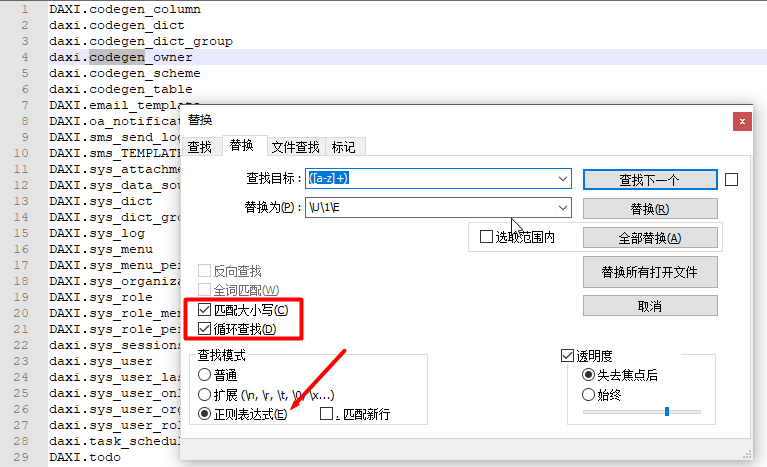 1 DAXI.codegen_column
2 daxi.codegen_dict
3 daxi.codegen_dict_group
4 daxi.codegen_owner
5 daxi.codegen_scheme
6 daxi.codegen_table
7 DAXI.email_template
8 DAXI.oa_notificat
9 DAXI.sms_send_log
10 DAXI.sms_TEMPLATE
11 DAXI.sys_attachme
12 DAXI.sys_data_sou
13 DAXI.sys_dict
14 DAXI.sys_dict_gro
15 DAXI.sys_log
16 DAXI.sys_menu
17 DAXI.sys_menu_per
18 DAXI.sys_organiza
19 DAXI.sys_role
20 DAXI.sys_role_men
21 DAXI.sys_role_per
22 daxi.sys_sessions
23 daxi.sys_user
24 daxi.sys_user_las
25 daxi.sys_user_onl
26 daxi.sys_user_org
27 daxi.sys_user_rol
28 daxi.task_schedul
29 DAXI.todo
替换
x
查找 替换 文件查找 标记
查找目标: ([a-z]+) 查找下一个
替换为(P): \U\1\E 替换(R)
选取范围内 全部替换(A)
替换所有打开文件
取消
反向查找
全词匹配(W)
匹配大小写(C)
循环查找(D)
查找模式
普通
扩展 (\n, \r, \t, \0, \x...)
正则表达式(E) . 匹配新行
透明度
失去焦点后
始终